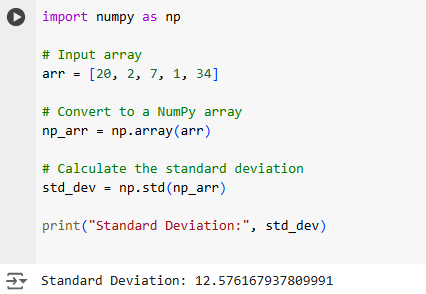 import numpy as np
# Input array
arr = [20, 2, 7, 1, 34]
# Convert to a NumPy array
np_arr = np.array(arr)
# Calculate the standard deviation
std_dev = np.std(np_arr)
print("Standard Deviation:", std_dev)
Standard Deviation: 12.576167937809991